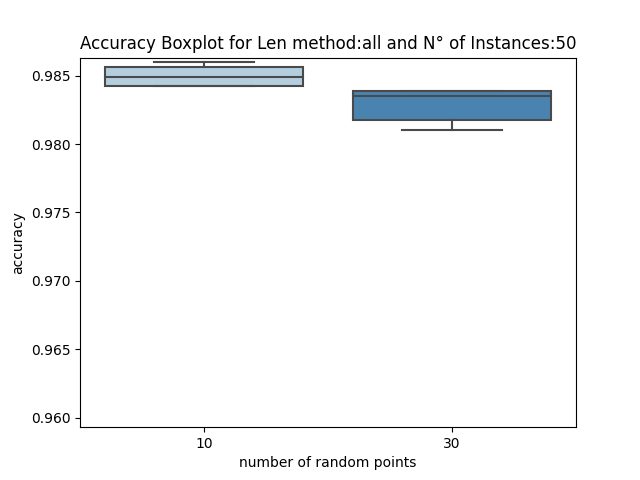 Accuracy Boxplot for Len method:all and N° of Instances:50
0.985
0.980
0.975
0.970
0.965
0.960
accuracy
10
30
number of random points